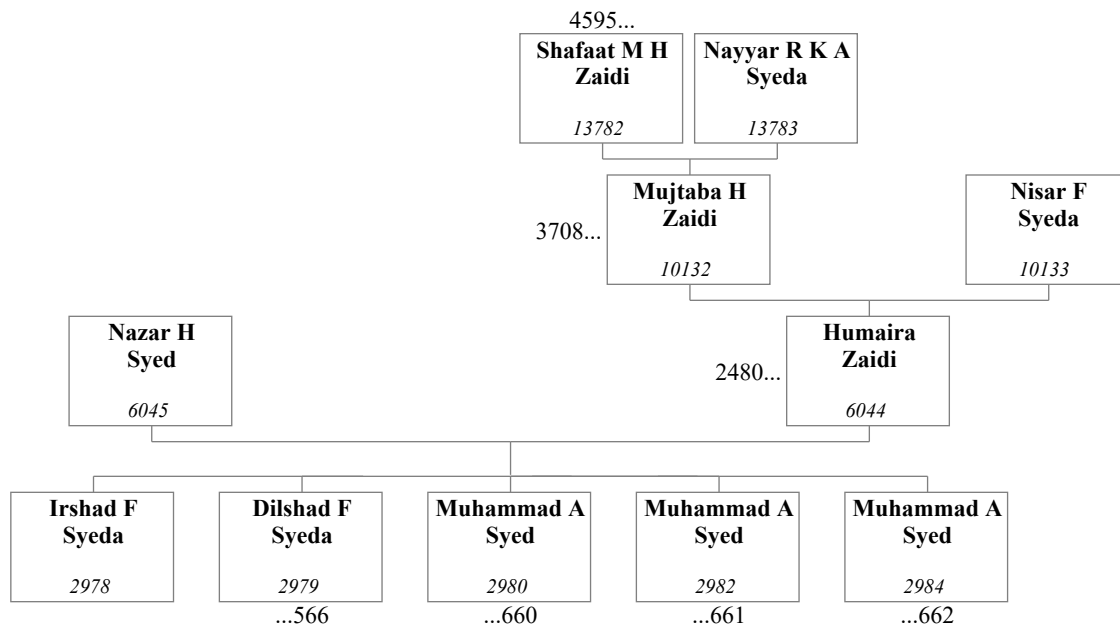 4595...
Shafaat M H
Zaidi
13782
Nayyar R K A
Syeda
13783
3708...
Mujtaba H
Zaidi
10132
Nisar F
Syeda
10133
Nazar H
Syed
6045
2480...
Humaira
Zaidi
6044
Irshad F
Syeda
2978
Dilshad F
Syeda
2979
...566
Muhammad A
Syed
2980
...660
Muhammad A
Syed
2982
...661
Muhammad A
Syed
2984
...662